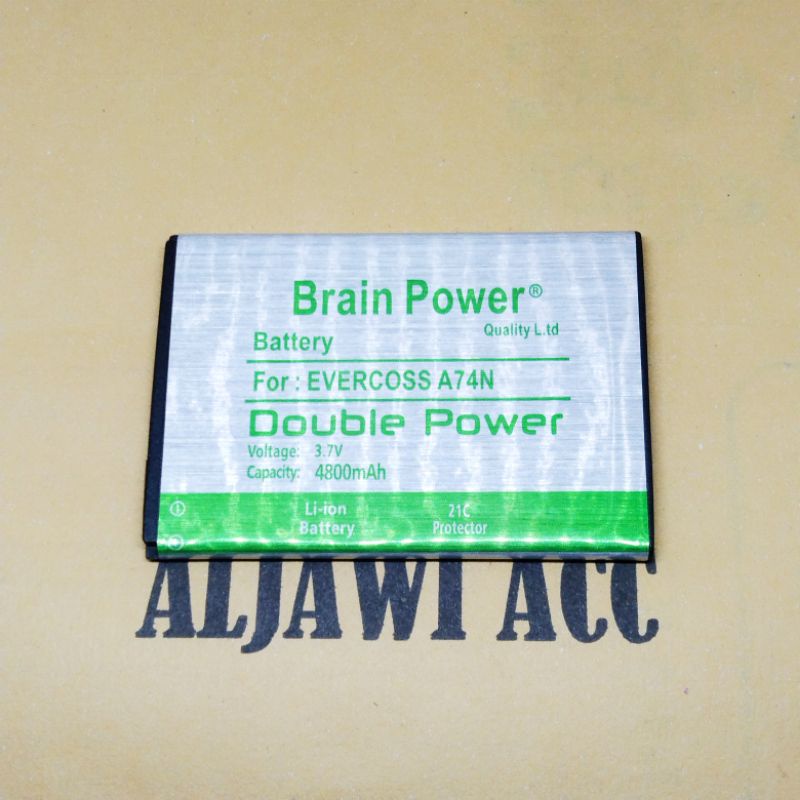 Brain Power®
Quality L.td
Battery
For : EVERCOSS A74N
Double Power
Voltage: 3.7V
Capacity: 4800mAh
Li-ion Battery
21C Protector
ALJAWI ACC